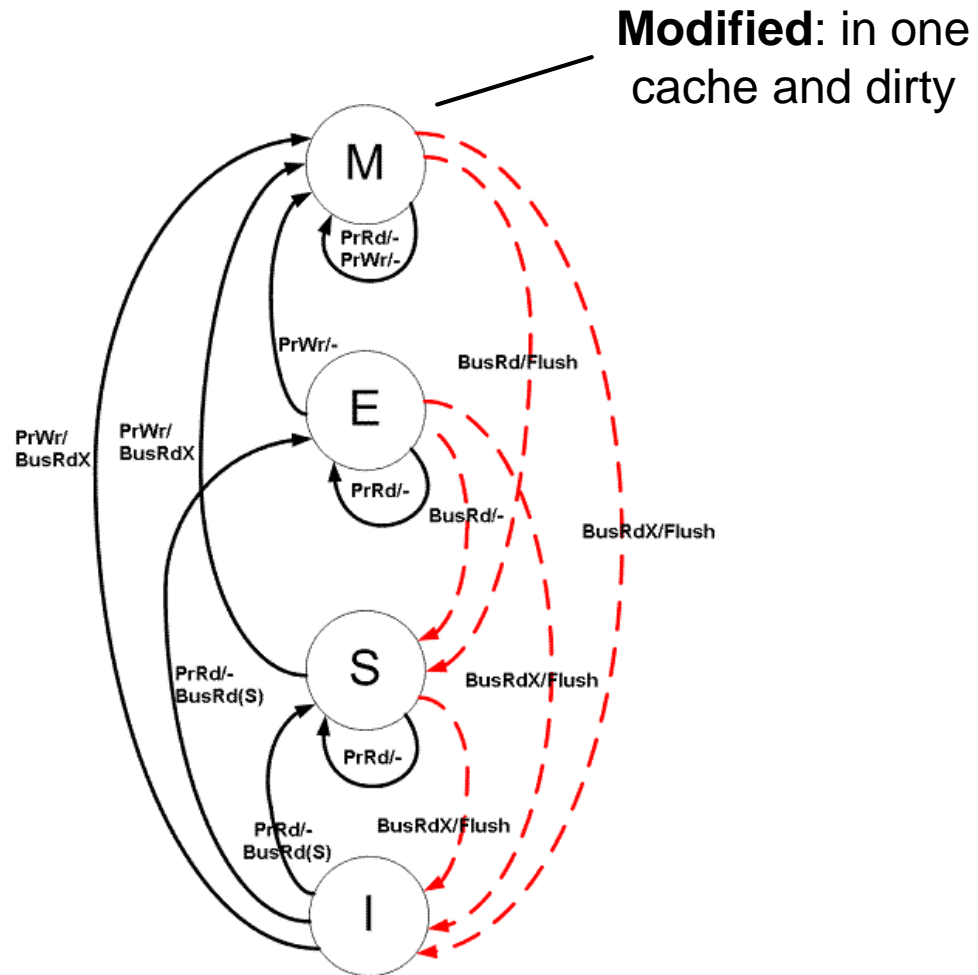 Modified: in one
cache and dirty
M
PrRd/-
PrWr/-
PrWr/-
BusRd/Flush
E
PrWr/
BusRdX
PrWr/
BusRdX
PrRd/-
BusRd/-
BusRdX/Flush
S
PrRd/-
BusRd(S)
BusRdX/Flush
PrRd/-
BusRdX/Flush
PrRd/-
BusRd(S)
I